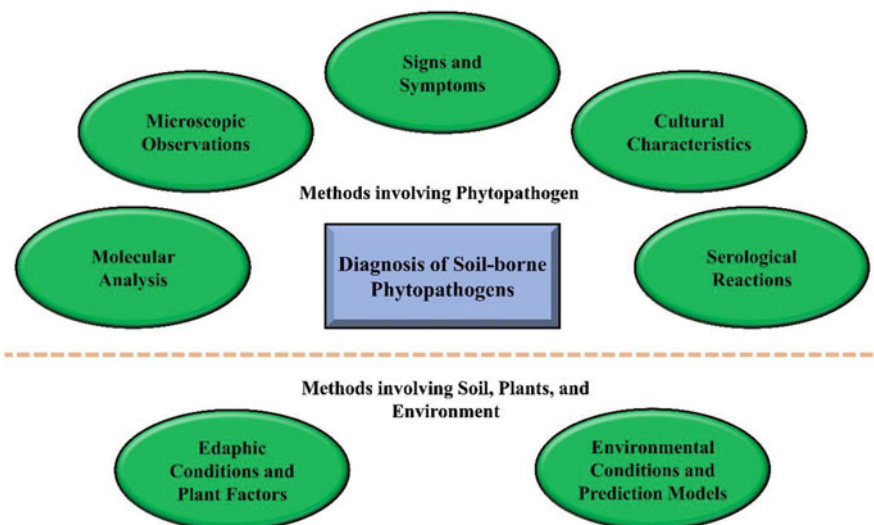 Signs and
Symptoms
Microscopic
Observations
Cultural
Characteristics
Methods involving Phytopathogen
Molecular
Analysis
Diagnosis of Soil-borne
Phytopathogens
Serological
Reactions
Methods involving Soil, Plants, and
Environment
Edaphic
Conditions and
Plant Factors
Environmental
Conditions and
Prediction Models